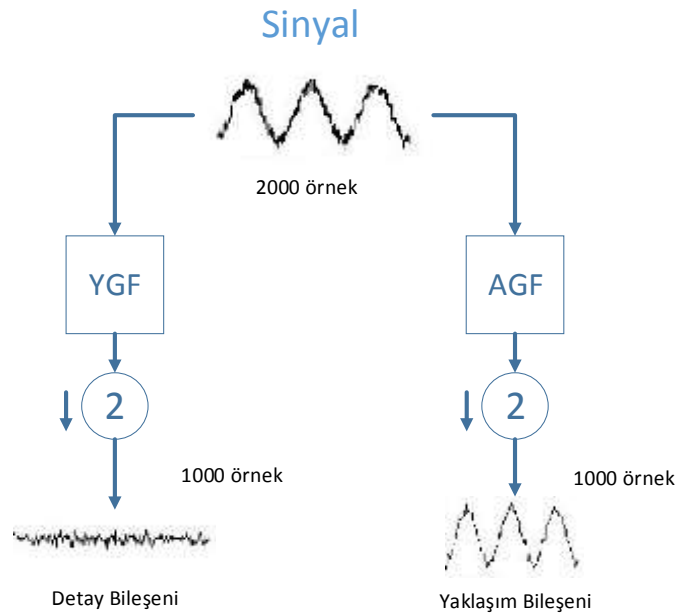 Sinyal
2000 örnek
YGF
AGF
2
2
1000 örnek
1000 örnek
Detay Bileşeni
Yaklaşım Bileşeni